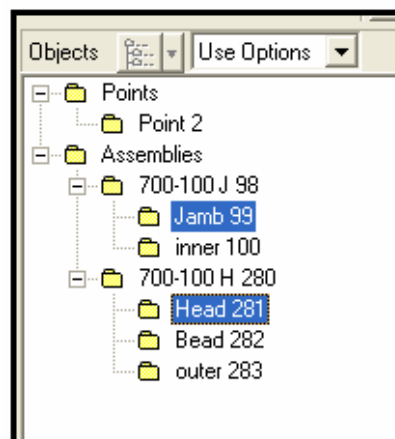 Objects Use Options
Points
Point 2
Assemblies
700-100 J 98
Jamb 99
inner 100
700-100 H 280
Head 281
Bead 282
outer 283